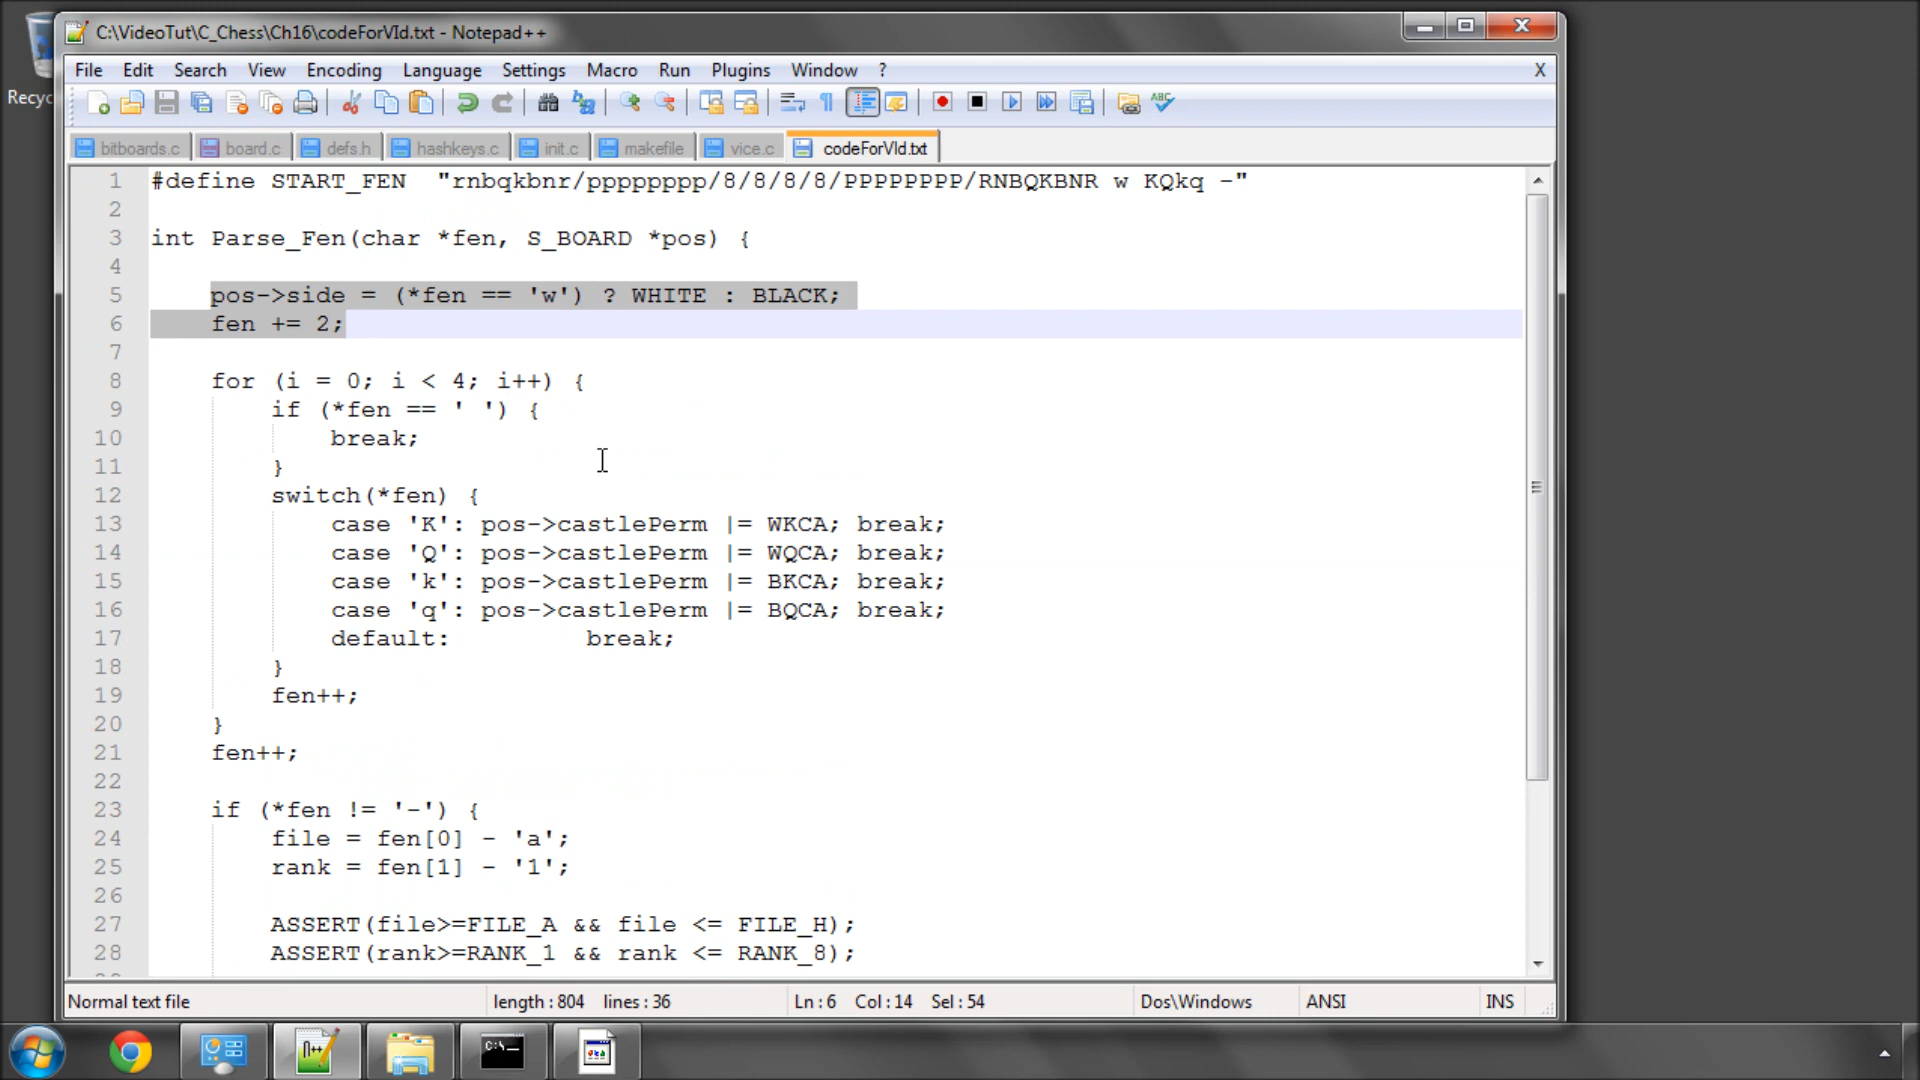 C:\VideoTut\C_Chess\Ch16\codeForVId.txt - Notepad++
Recyc
File Edit Search View Encoding Language Settings Macro Run Plugins Window ? X
bitboards.c board.c defs.h hashkeys.c init.c makefile vice.c codeForVId.txt
1 #define START_FEN  "rnbqkbnr/pppppppp/8/8/8/8/PPPPPPPP/RNBQKBNR w KQkq -"
2
3 int Parse_Fen(char *fen, S_BOARD *pos) {
4
5     pos->side = (*fen == 'w') ? WHITE : BLACK;
6     fen += 2;
7
8     for (i = 0; i < 4; i++) {
9         if (*fen == ' ') {
10             break;
11         }
12         switch(*fen) {
13             case 'K': pos->castlePerm |= WKCA; break;
14             case 'Q': pos->castlePerm |= WQCA; break;
15             case 'k': pos->castlePerm |= BKCA; break;
16             case 'q': pos->castlePerm |= BQCA; break;
17             default:         break;
18         }
19         fen++;
20     }
21     fen++;
22
23     if (*fen != '-') {
24         file = fen[0] - 'a';
25         rank = fen[1] - '1';
26
27         ASSERT(file>=FILE_A && file <= FILE_H);
28         ASSERT(rank>=RANK_1 && rank <= RANK_8);
Normal text file length : 804 lines : 36 Ln : 6 Col : 14 Sel : 54 Dos\Windows ANSI INS